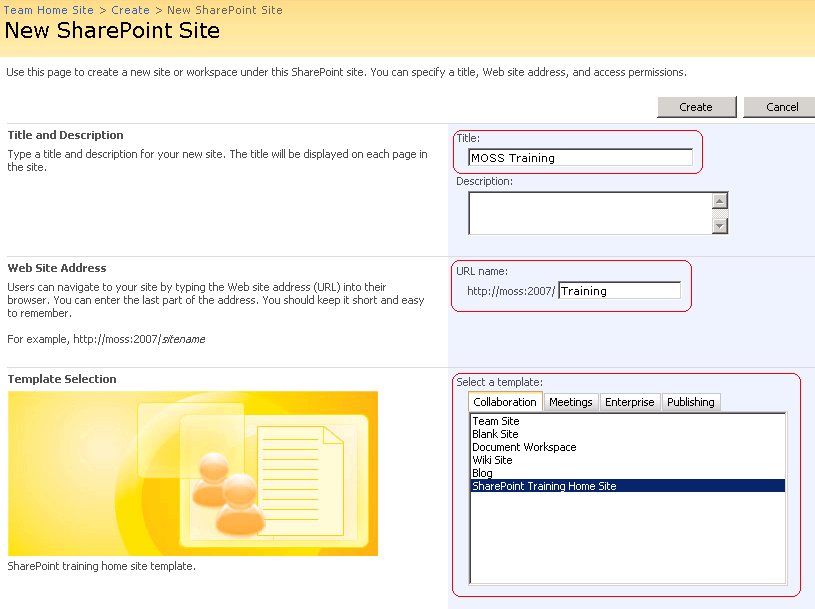 Team Home Site > Create > New SharePoint Site
New SharePoint Site
Use this page to create a new site or workspace under this SharePoint site. You can specify a title, Web site address, and access permissions.
Create Cancel
Title and Description
Type a title and description for your new site. The title will be displayed on each page in
the site.
Title:
MOSS Training
Description:
Web Site Address
Users can navigate to your site by typing the Web site address (URL) into their
browser. You can enter the last part of the address. You should keep it short and easy
to remember.
For example, http://moss:2007/sitename
URL name:
http://moss:2007/ Training
Template Selection
SharePoint training home site template.
Select a template:
Collaboration Meetings Enterprise Publishing
Team Site
Blank Site
Document Workspace
Wiki Site
Blog
SharePoint Training Home Site